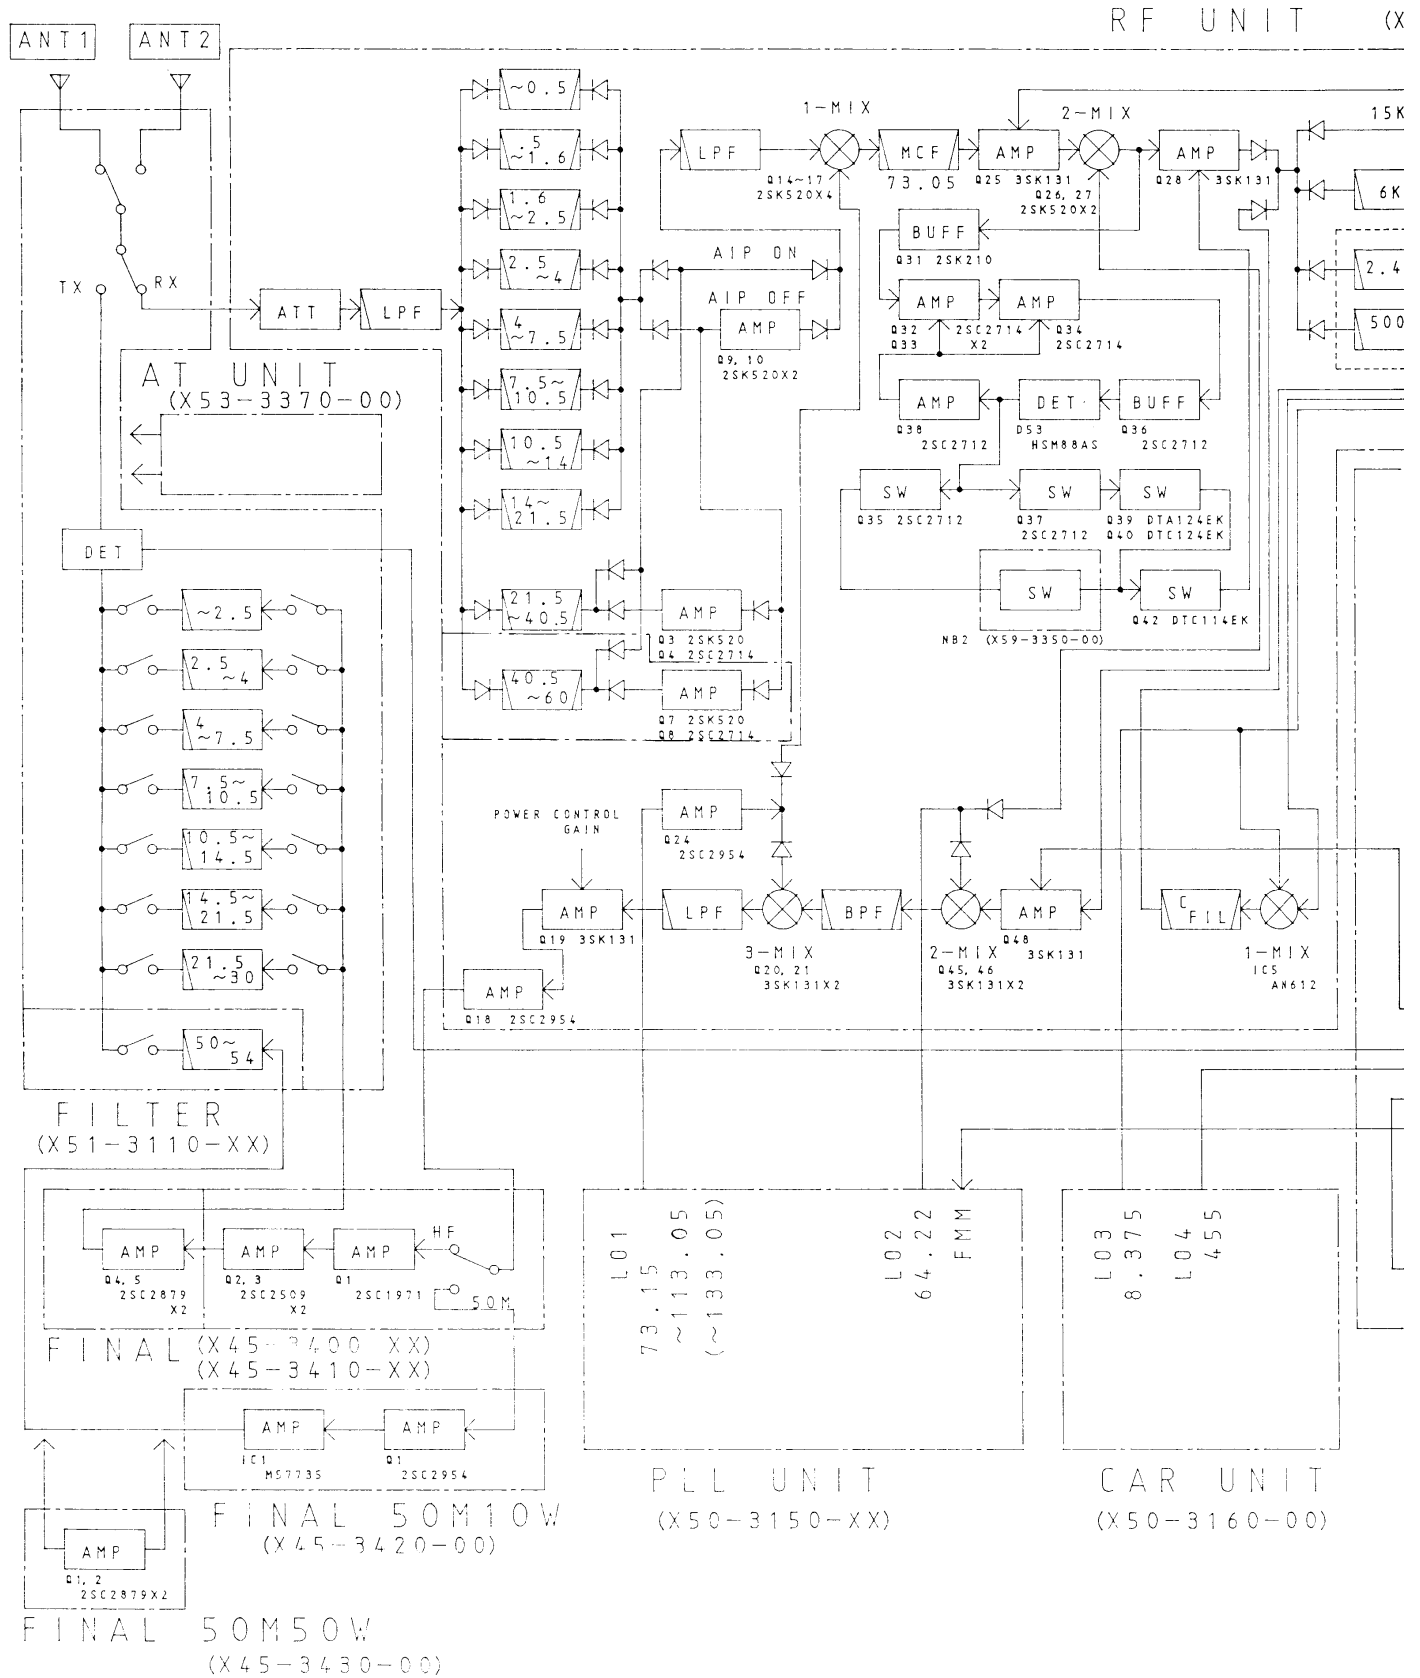 RF UNIT (X
ANT1
ANT2
TX
RX
AT UNIT
(X53-3370-00)
ATT
LPF
~0.5
.5
~1.6
1.6
~2.5
2.5
~4
4
~7.5
7.5~
10.5
10.5
~14
14~
21.5
21.5
~40.5
40.5
~60
AIP ON
AIP OFF
AMP
Q9,10
2SK520X2
AMP
Q3 2SK520
Q4 2SC2714
AMP
Q7 2SK520
Q8 2SC2714
LPF
1-MIX
Q14~17
2SK520X4
MCF
73.05
AMP
Q25 3SK131
2-MIX
Q26,27
2SK520X2
AMP
Q28 3SK131
15K
6K
2.4
500
BUFF
Q31 2SK210
AMP
Q32
Q33
2SC2714
X2
AMP
Q34
2SC2714
AMP
Q38
2SC2712
DET
D53
HSM88AS
BUFF
Q36
2SC2712
SW
Q35 2SC2712
SW
Q37
2SC2712
SW
Q39 DTA124EK
Q40 DTC124EK
SW
NB2 (X59-3350-00)
SW
Q42 DTC114EK
DET
~2.5
2.5
~4
4
~7.5
7.5~
10.5
10.5~
14.5
14.5~
21.5
21.5
~30
50~
54
FILTER
(X51-3110-XX)
POWER CONTROL
GAIN
AMP
Q24
2SC2954
AMP
Q19 3SK131
AMP
Q18 2SC2954
LPF
3-MIX
Q20,21
3SK131X2
BPF
2-MIX
Q45,46
3SK131X2
AMP
Q48
3SK131
C
FIL
1-MIX
IC5
AN612
AMP
Q4,5
2SC2879
X2
AMP
Q2,3
2SC2509
X2
AMP
Q1
2SC1971
HF
50M
FINAL (X45-3400-XX)
(X45-3410-XX)
AMP
IC1
M57735
AMP
Q1
2SC2954
FINAL 50M10W
(X45-3420-00)
AMP
Q1,2
2SC2879X2
FINAL 50M50W
(X45-3430-00)
LO1
73.15
~113.05
(~133.05)
LO2
64.22
FMM
PLL UNIT
(X50-3150-XX)
LO3
8.375
LO4
455
CAR UNIT
(X50-3160-00)